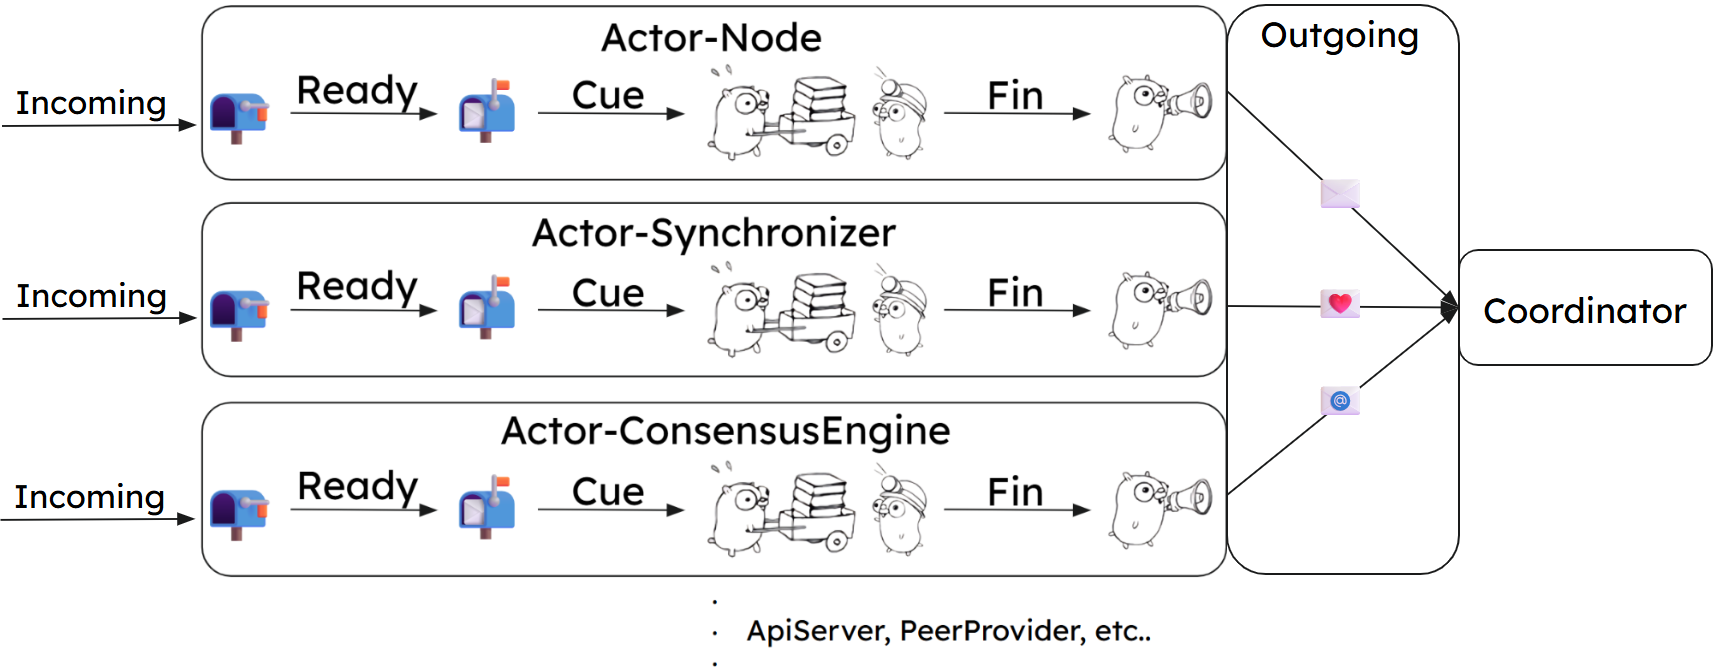 Actor-Node
Outgoing
Incoming
Ready
Cue
Fin
Actor-Synchronizer
Incoming
Ready
Cue
Fin
Coordinator
@
Actor-ConsensusEngine
Incoming
Ready
Cue
Fin
ApiServer, PeerProvider, etc..